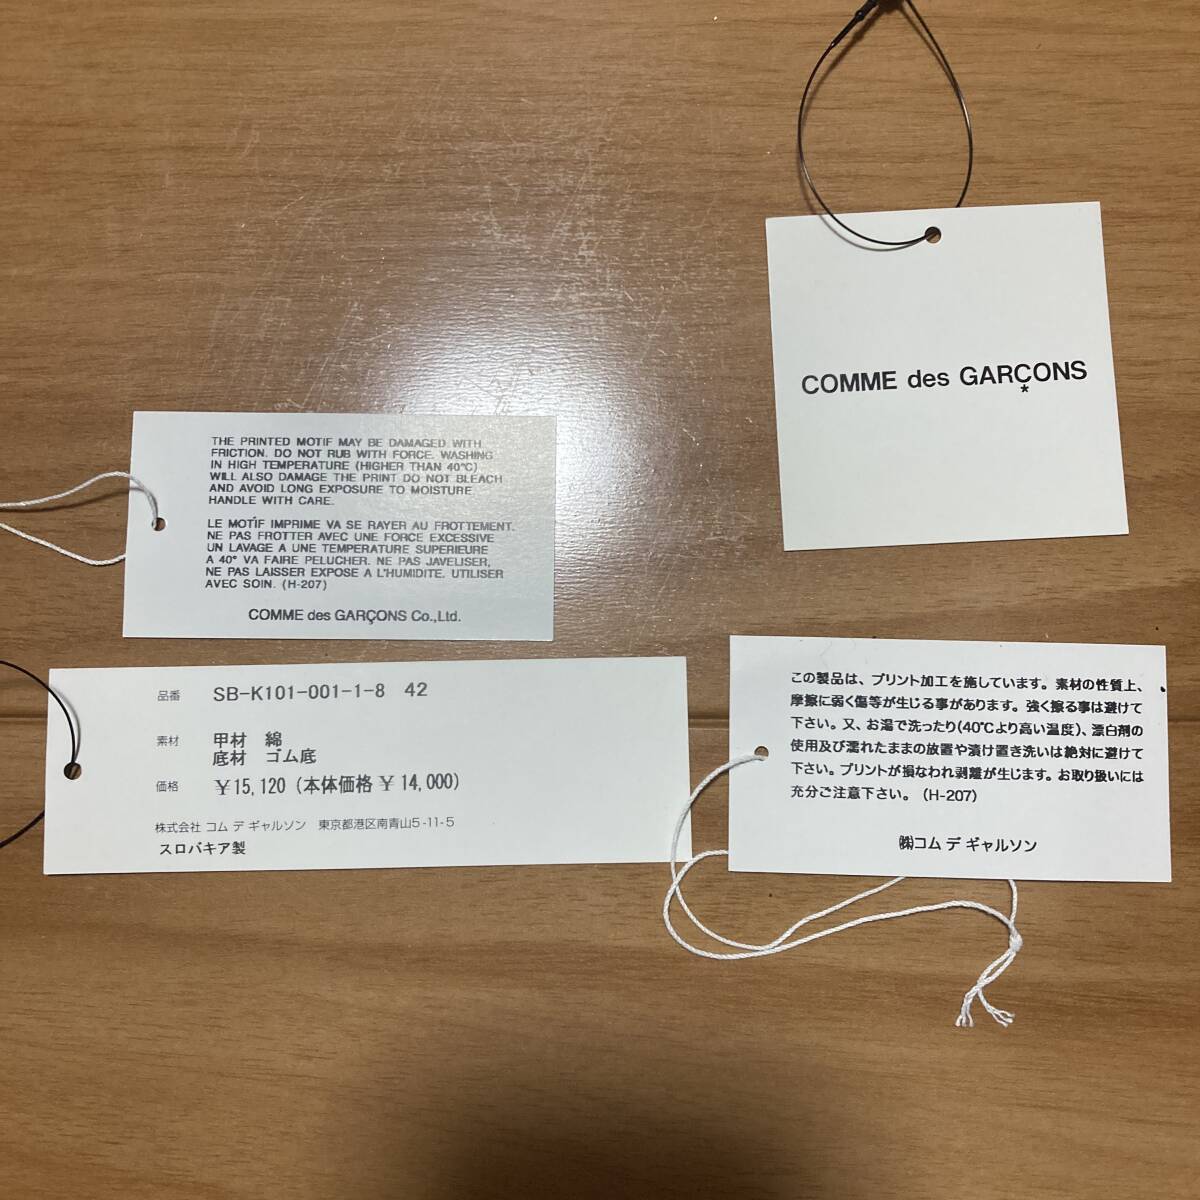 COMME des GARÇONS
*
THE PRINTED MOTIF MAY BE DAMAGED WITH
FRICTION. DO NOT RUB WITH FORCE. WASHING
IN HIGH TEMPERATURE (HIGHER THAN 40℃)
WILL ALSO DAMAGE THE PRINT DO NOT BLEACH
AND AVOID LONG EXPOSURE TO MOISTURE
HANDLE WITH CARE.
LE MOTIF IMPRIME VA SE RAYER AU FROTTEMENT.
NE PAS FROTTER AVEC UNE FORCE EXCESSIVE
UN LAVAGE A UNE TEMPERATURE SUPERIEURE
A 40° VA FAIRE PELUCHER. NE PAS JAVELISER,
NE PAS LAISSER EXPOSE A L'HUMIDITE. UTILISER
AVEC SOIN. (H-207)
COMME des GARÇONS Co.,Ltd.
品番 SB-K101-001-1-8 42
素材 甲材 綿
底材 ゴム底
価格 ￥15,120 (本体価格 ￥ 14,000)
株式会社 コム デ ギャルソン 東京都港区南青山5-11-5
スロバキア製
この製品は、プリント加工を施しています。素材の性質上、
摩擦に弱く傷等が生じる事があります。強く擦る事は避けて
下さい。又、お湯で洗ったり(40℃より高い温度)、漂白剤の
使用及び濡れたままの放置や漬け置き洗いは絶対に避けて
下さい。プリントが損なわれ剥離が生じます。お取り扱いには
充分ご注意下さい。 (H-207)
㈱コム デ ギャルソン